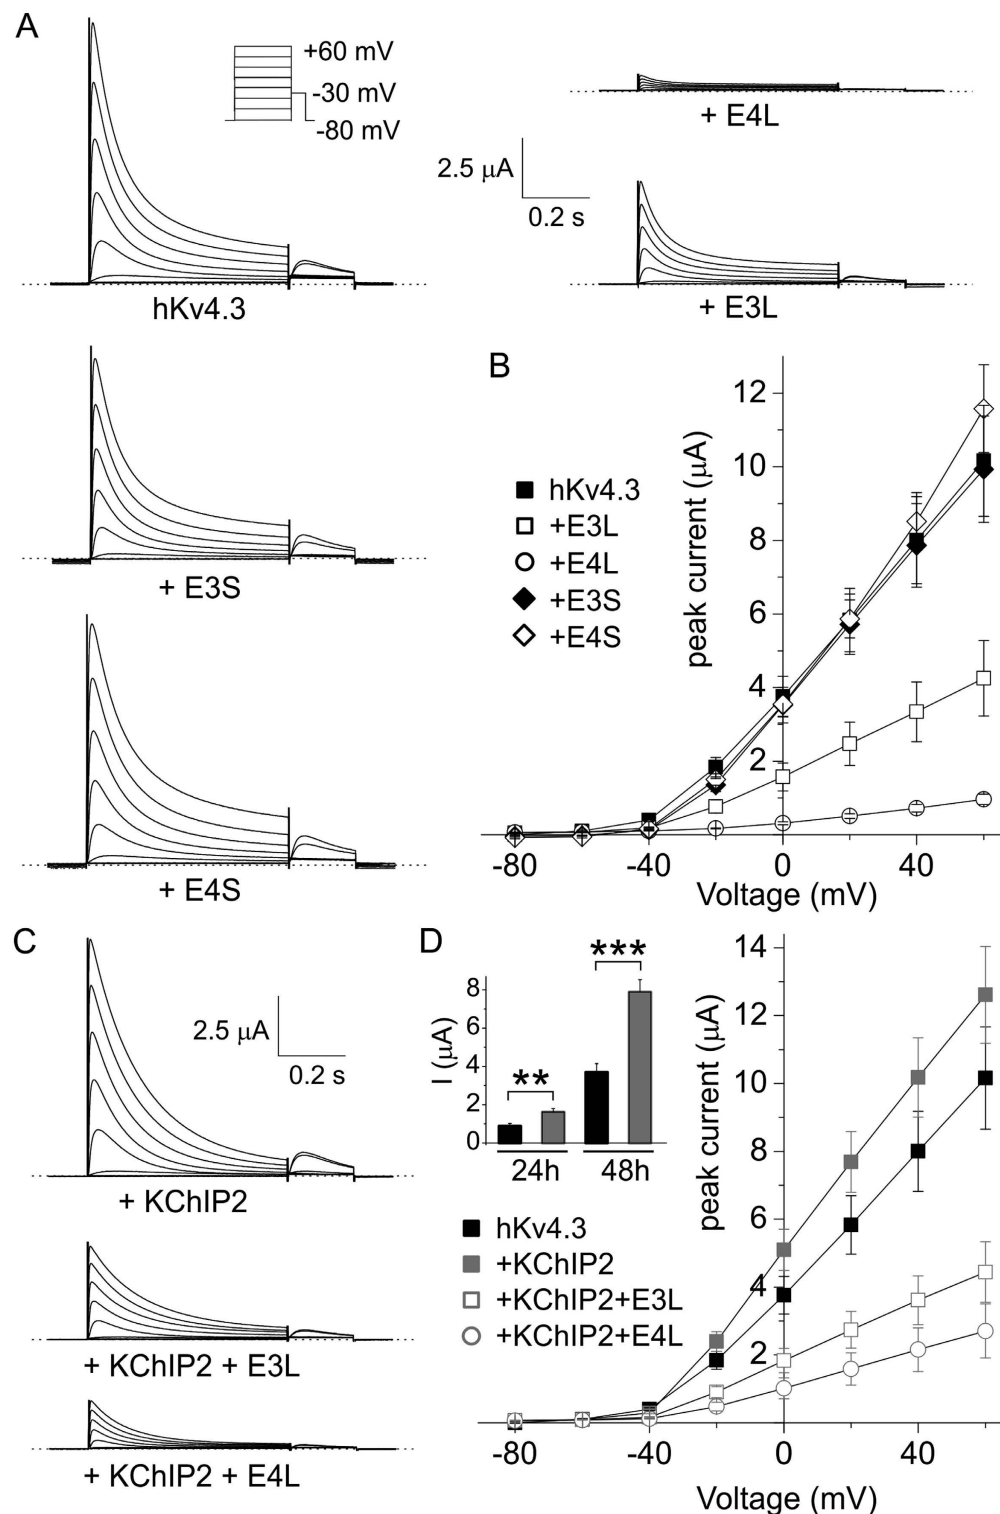 A
+60 mV
-30 mV
-80 mV
hKv4.3
+ E4L
2.5 μA
0.2 s
+ E3L
+ E3S
+ E4S
B
12
10
8
6
4
2
peak current (μA)
hKv4.3
+E3L
+E4L
+E3S
+E4S
-80
-40
0
40
Voltage (mV)
C
2.5 μA
0.2 s
+ KChIP2
+ KChIP2 + E3L
+ KChIP2 + E4L
D
8
6
4
2
0
I (μA)
**
***
24h
48h
14
12
10
8
6
4
2
peak current (μA)
hKv4.3
+KChIP2
+KChIP2+E3L
+KChIP2+E4L
-80
-40
0
40
Voltage (mV)